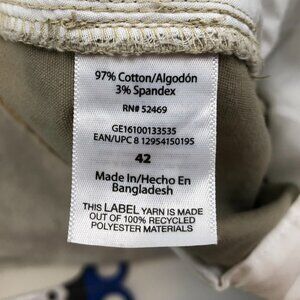 97% Cotton/Algodón
3% Spandex
RN# 52469
GE16100133535
EAN/UPC 8 12954150195
42
Made In/Hecho En
Bangladesh
THIS LABEL YARN IS MADE
OUT OF 100% RECYCLED
POLYESTER MATERIALS